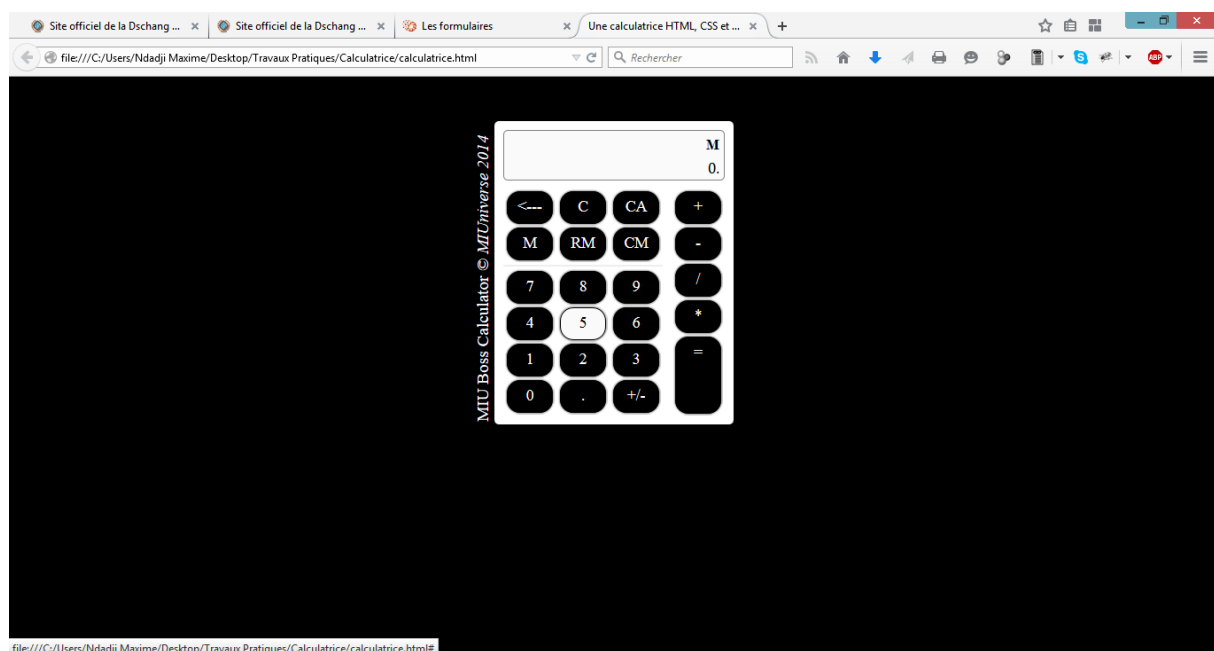 Site officiel de la Dschang ...
Site officiel de la Dschang ...
Les formulaires
Une calculatrice HTML, CSS et ...
file:///C:/Users/Ndadji Maxime/Desktop/Travaux Pratiques/Calculatrice/calculatrice.html
Rechercher
ABP
MIU Boss Calculator © MIUniverse 2014
M
0.
<--- C CA +
M RM CM -
7 8 9 /
4 5 6 *
1 2 3 =
0 . +/-
file:///C:/Users/Ndadji Maxime/Desktop/Travaux Pratiques/Calculatrice/calculatrice.html#